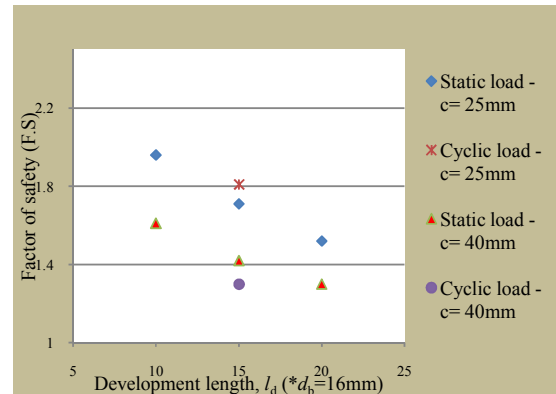 Factor of safety (F.S)
2.2
1.8
1.4
1
5
10
15
20
25
Development length, ld (*db=16mm)
Static load -
c= 25mm
Cyclic load -
c= 25mm
Static load -
c= 40mm
Cyclic load -
c= 40mm